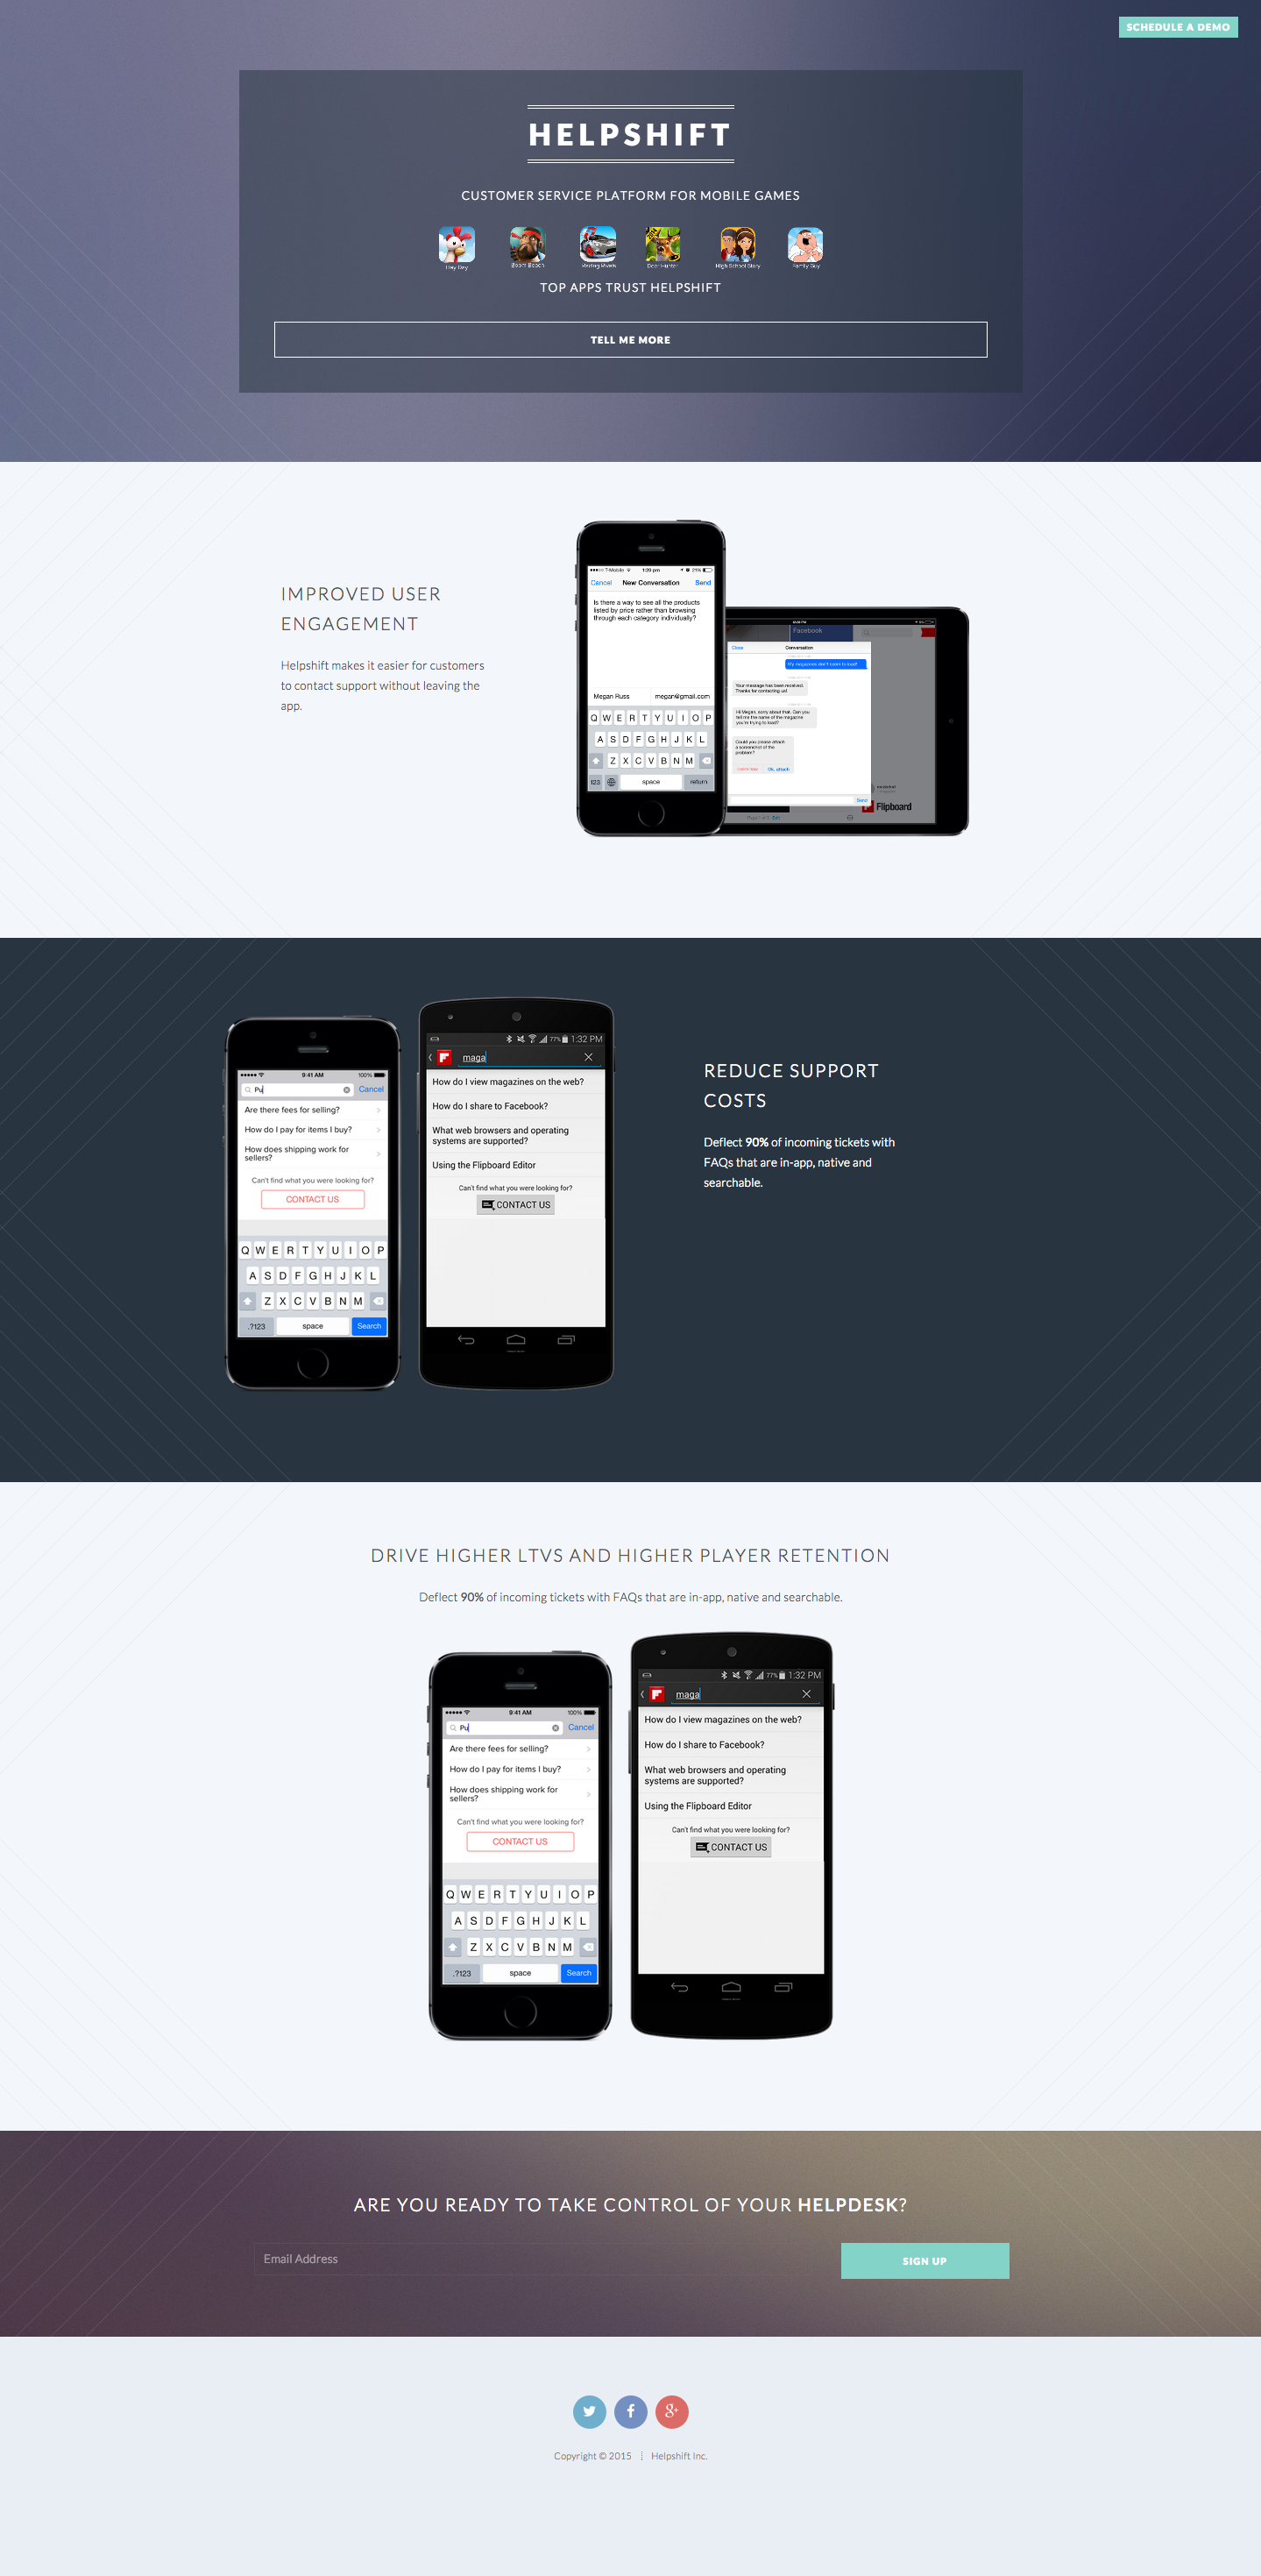 SCHEDULE A DEMO
HELPSHIFT
CUSTOMER SERVICE PLATFORM FOR MOBILE GAMES
Hay Day
Boom Beach
Racing Rivals
Deer Hunter
High School Story
Family Guy
TOP APPS TRUST HELPSHIFT
TELL ME MORE
IMPROVED USER
ENGAGEMENT
Helpshift makes it easier for customers
to contact support without leaving the
app.
T-Mobile 1:39 pm 21%
Cancel New Conversation Send
Is there a way to see all the products
listed by price rather than browsing
through each category individually?
Megan Russ megan@gmail.com
Q W E R T Y U I O P
A S D F G H J K L
Z X C V B N M
123 space return
Facebook
Close Conversation
My magazines don't seem to load!
Your message has been received.
Thanks for contacting us!
Hi Megan, sorry about that. Can you
tell me the name of the magazine
you're trying to load?
Could you please attach
a screenshot of the
problem?
Ok, attach
Send
Flipboard
9:41 AM 100%
Pu Cancel
Are there fees for selling?
How do I pay for items I buy?
How does shipping work for
sellers?
Can't find what you were looking for?
CONTACT US
Q W E R T Y U I O P
A S D F G H J K L
Z X C V B N M
.?123 space Search
77% 1:32 PM
maga
How do I view magazines on the web?
How do I share to Facebook?
What web browsers and operating
systems are supported?
Using the Flipboard Editor
Can't find what you were looking for?
CONTACT US
REDUCE SUPPORT
COSTS
Deflect 90% of incoming tickets with
FAQs that are in-app, native and
searchable.
DRIVE HIGHER LTVS AND HIGHER PLAYER RETENTION
Deflect 90% of incoming tickets with FAQs that are in-app, native and searchable.
9:41 AM 100%
Pu Cancel
Are there fees for selling?
How do I pay for items I buy?
How does shipping work for
sellers?
Can't find what you were looking for?
CONTACT US
Q W E R T Y U I O P
A S D F G H J K L
Z X C V B N M
.?123 space Search
77% 1:32 PM
maga
How do I view magazines on the web?
How do I share to Facebook?
What web browsers and operating
systems are supported?
Using the Flipboard Editor
Can't find what you were looking for?
CONTACT US
ARE YOU READY TO TAKE CONTROL OF YOUR HELPDESK?
Email Address
SIGN UP
Copyright © 2015 Helpshift Inc.